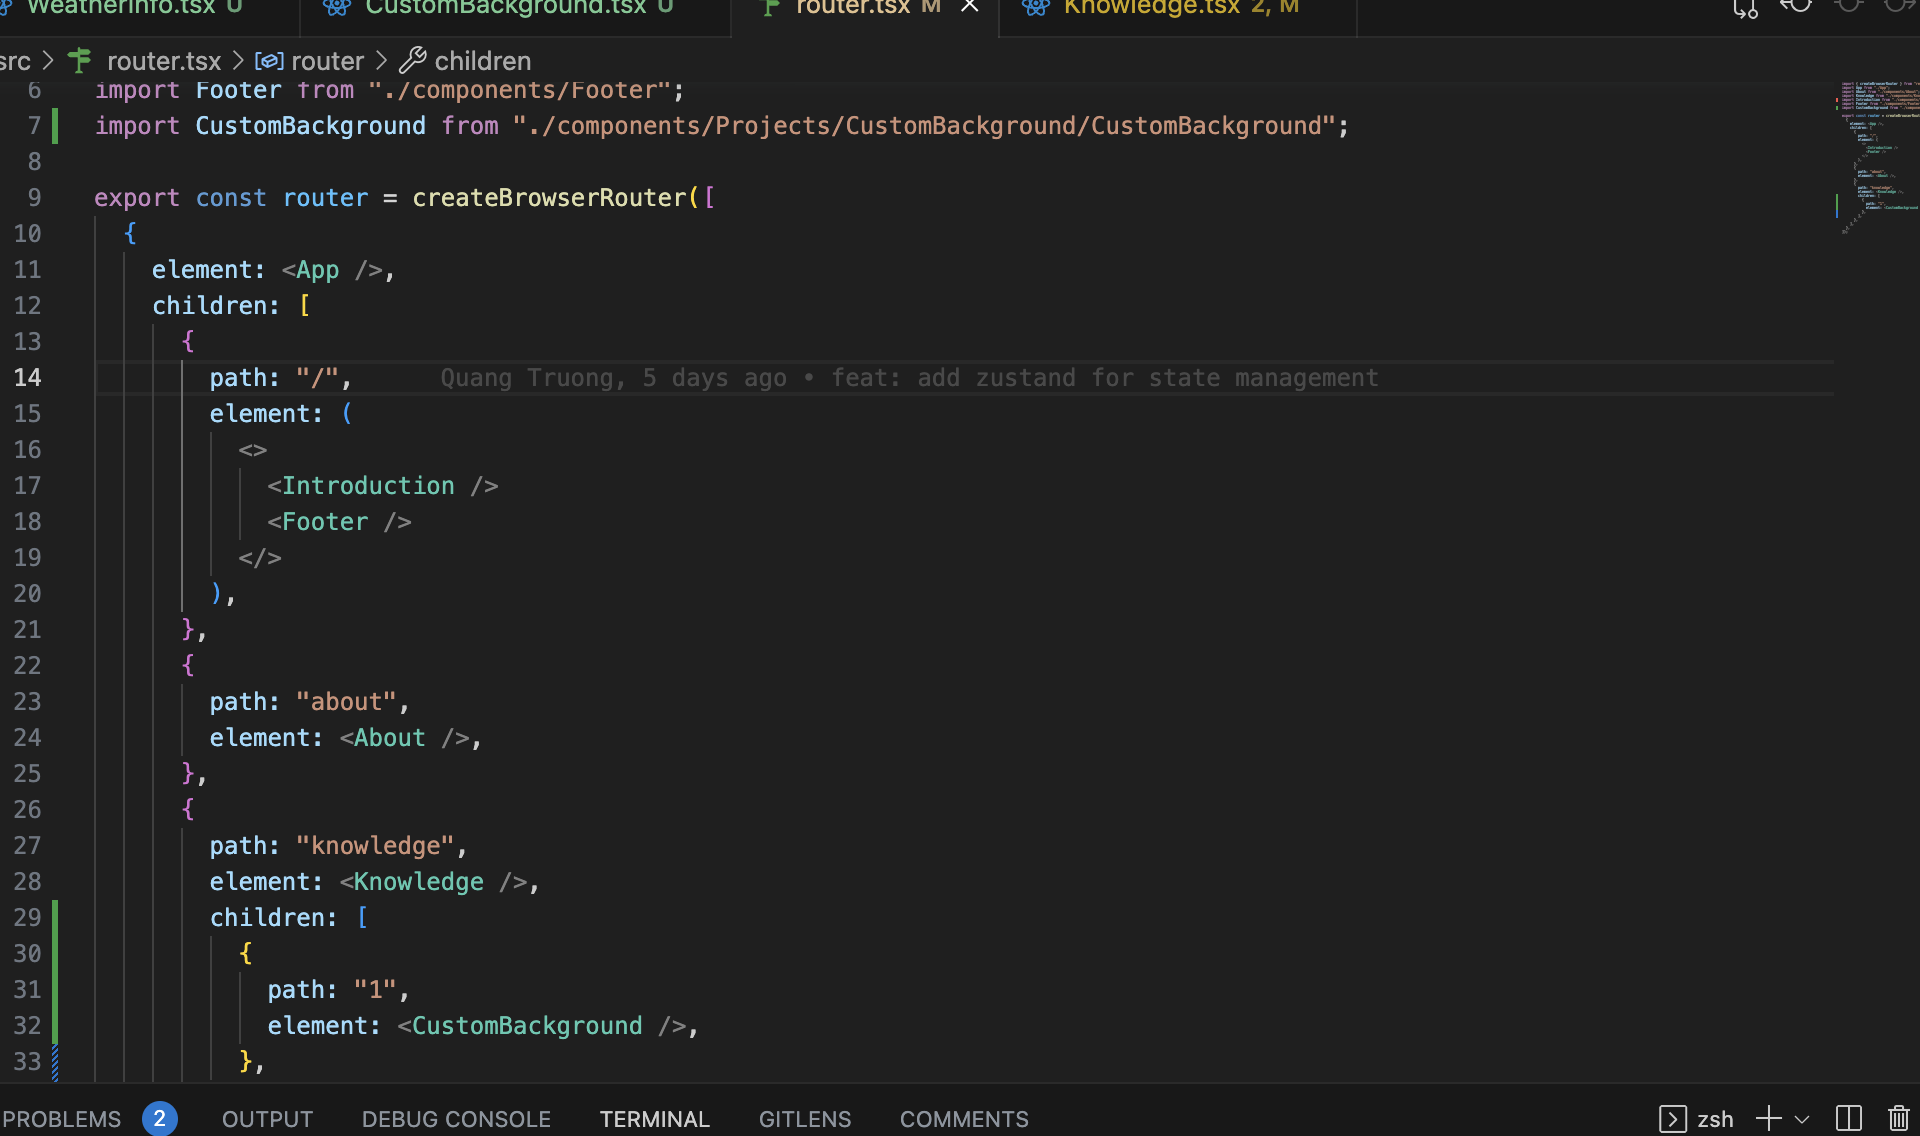 WeatherInfo.tsx U CustomBackground.tsx U router.tsx M Knowledge.tsx 2, M
src > router.tsx > router > children
6 import Footer from "./components/Footer";
7 import CustomBackground from "./components/Projects/CustomBackground/CustomBackground";
8
9 export const router = createBrowserRouter([
10 {
11 element: <App />,
12 children: [
13 {
14 path: "/", Quang Truong, 5 days ago • feat: add zustand for state management
15 element: (
16 <>
17 <Introduction />
18 <Footer />
19 </>
20 ),
21 },
22 {
23 path: "about",
24 element: <About />,
25 },
26 {
27 path: "knowledge",
28 element: <Knowledge />,
29 children: [
30 {
31 path: "1",
32 element: <CustomBackground />,
33 },
PROBLEMS 2 OUTPUT DEBUG CONSOLE TERMINAL GITLENS COMMENTS zsh